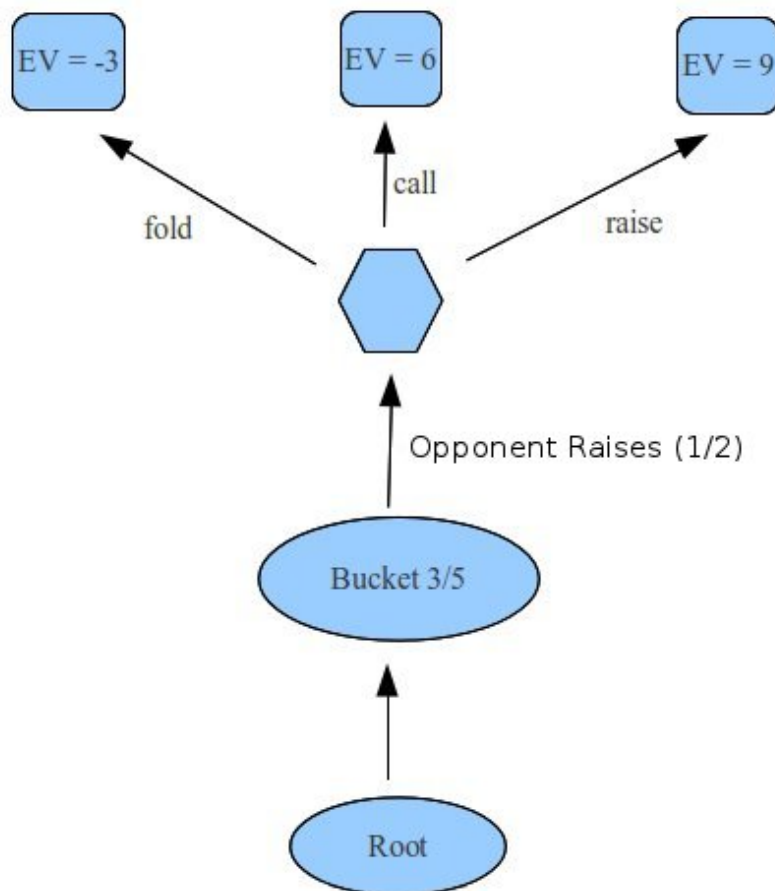 EV = -3
EV = 6
EV = 9
call
fold
raise
Opponent Raises (1/2)
Bucket 3/5
Root